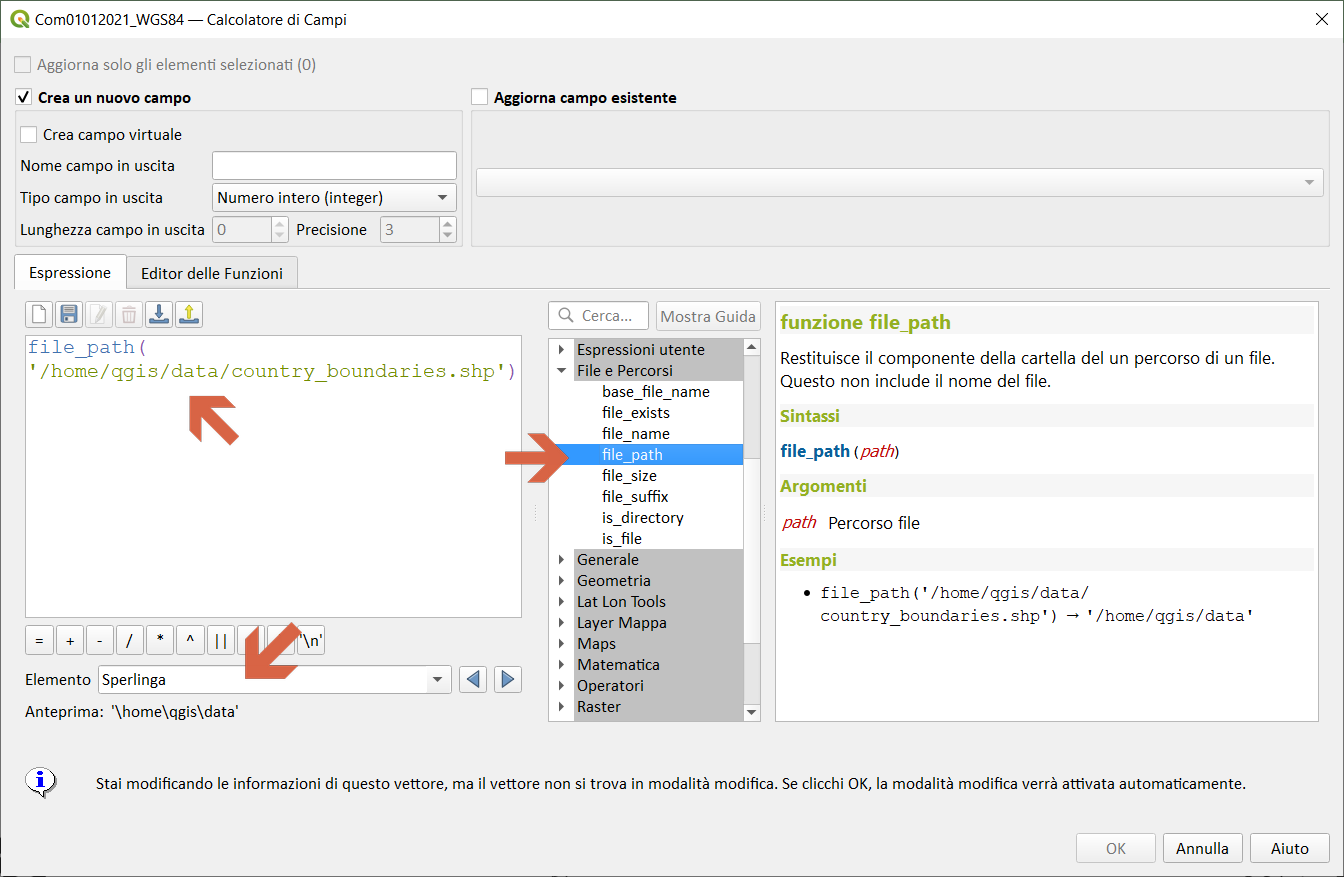 Com01012021_WGS84 — Calcolatore di Campi
Aggiorna solo gli elementi selezionati (0)
Crea un nuovo campo
Aggiorna campo esistente
Crea campo virtuale
Nome campo in uscita
Tipo campo in uscita Numero intero (integer)
Lunghezza campo in uscita 0 Precisione 3
Espressione Editor delle Funzioni
Cerca... Mostra Guida
file_path(
'/home/qgis/data/country_boundaries.shp')
= + - / * ^ || '\n'
Elemento Sperlinga
Anteprima: '\home\qgis\data'
Espressioni utente
File e Percorsi
base_file_name
file_exists
file_name
file_path
file_size
file_suffix
is_directory
is_file
Generale
Geometria
Lat Lon Tools
Layer Mappa
Maps
Matematica
Operatori
Raster
funzione file_path
Restituisce il componente della cartella del un percorso di un file.
Questo non include il nome del file.
Sintassi
file_path(path)
Argomenti
path Percorso file
Esempi
• file_path('/home/qgis/data/
country_boundaries.shp') → '/home/qgis/data'
Stai modificando le informazioni di questo vettore, ma il vettore non si trova in modalità modifica. Se clicchi OK, la modalità modifica verrà attivata automaticamente.
OK Annulla Aiuto